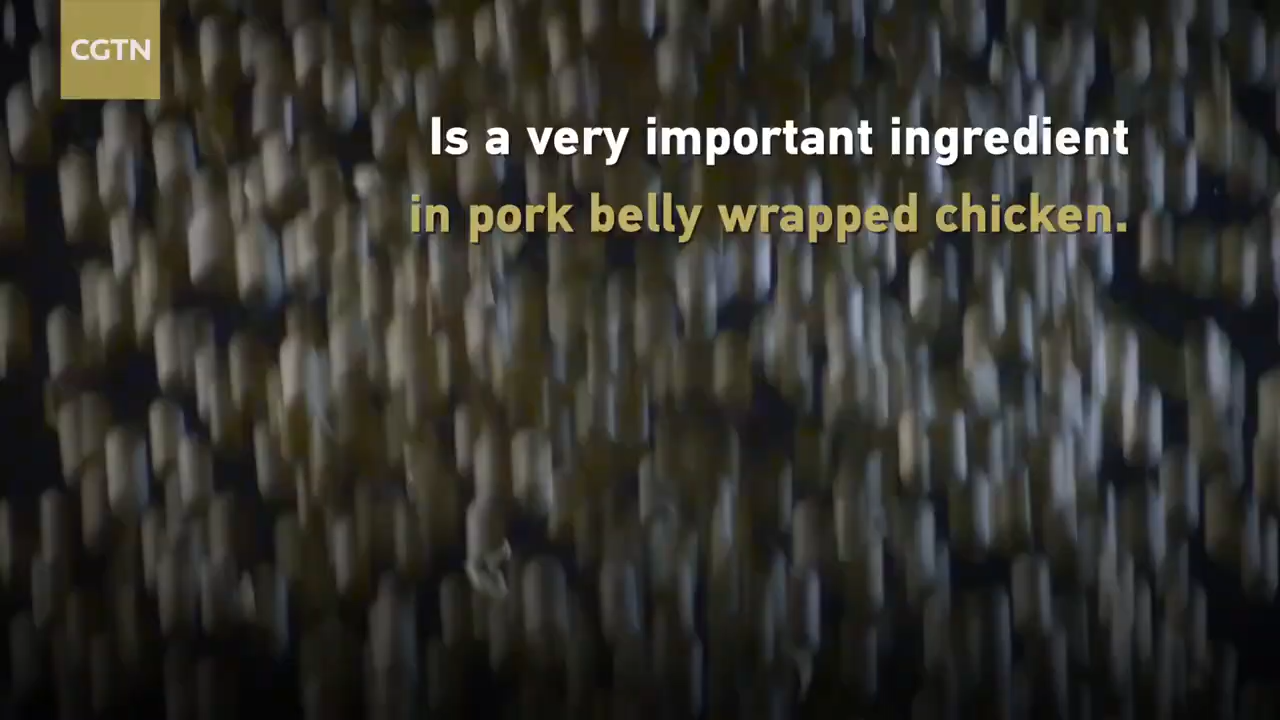 CGTN
Is a very important ingredient
in pork belly wrapped chicken.